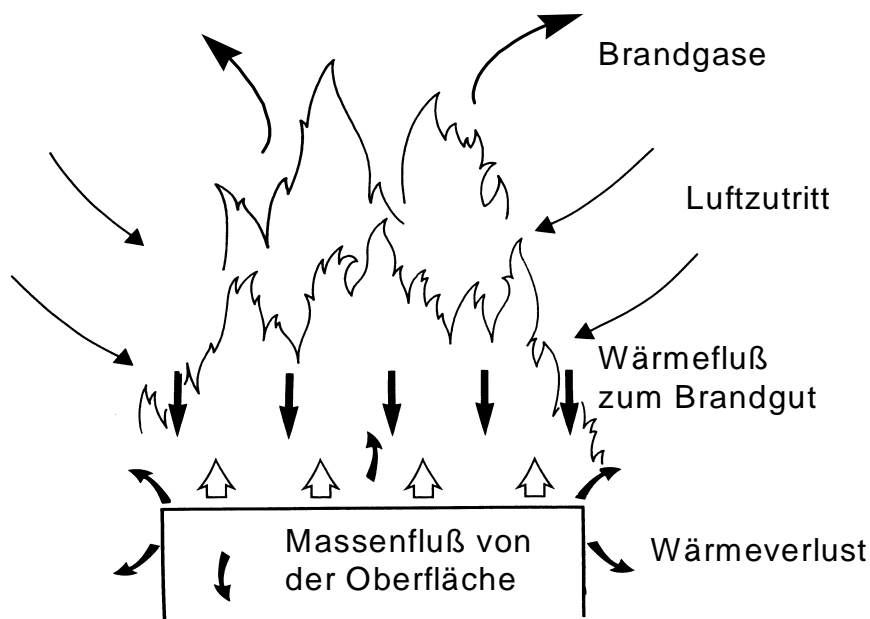 Brandgase
Luftzutritt
Wärmefluß
zum Brandgut
Massenfluß von
der Oberfläche
Wärmeverlust